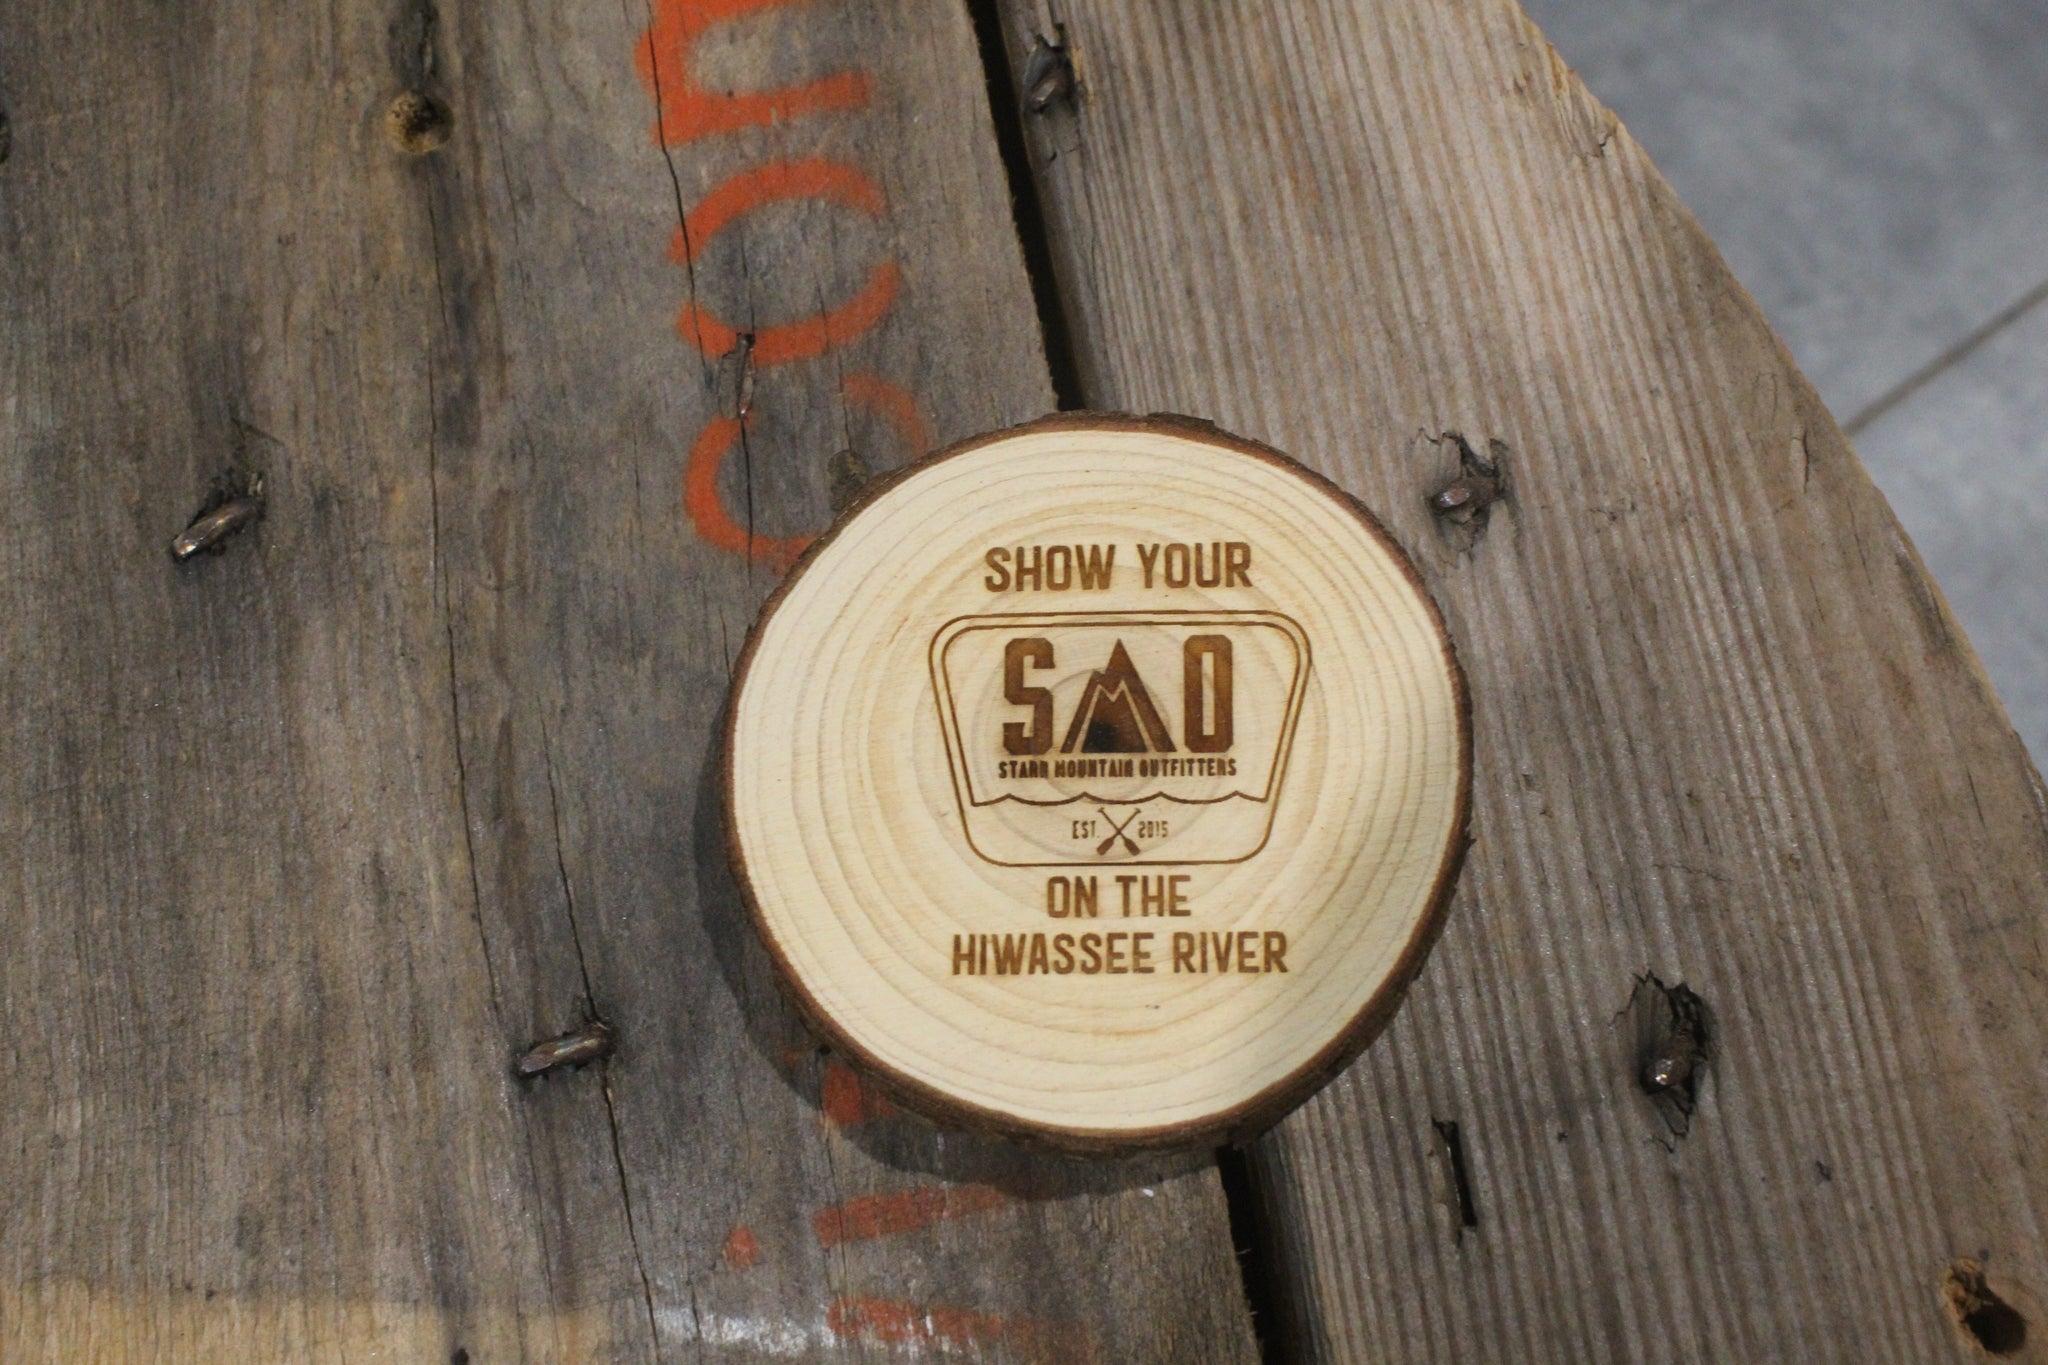 SHOW YOUR
SMO
STARR MOUNTAIN OUTFITTERS
EST. 2015
ON THE
HIWASSEE RIVER